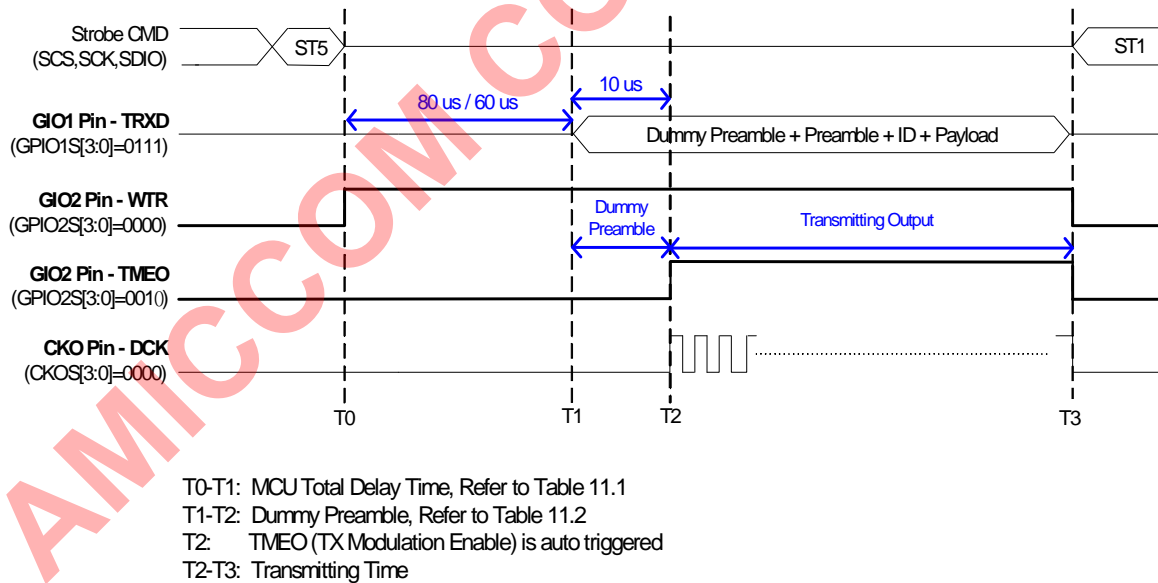 Strobe CMD
(SCS,SCK,SDIO)
ST5
ST1
80 us / 60 us
10 us
GIO1 Pin - TRXD
(GPIO1S[3:0]=0111)
Dummy Preamble + Preamble + ID + Payload
GIO2 Pin - WTR
(GPIO2S[3:0]=0000)
Dummy
Preamble
Transmitting Output
GIO2 Pin - TMEO
(GPIO2S[3:0]=0010)
CKO Pin - DCK
(CKOS[3:0]=0000)
T0 T1 T2 T3
T0-T1: MCU Total Delay Time, Refer to Table 11.1
T1-T2: Dummy Preamble, Refer to Table 11.2
T2: TMEO (TX Modulation Enable) is auto triggered
T2-T3: Transmitting Time